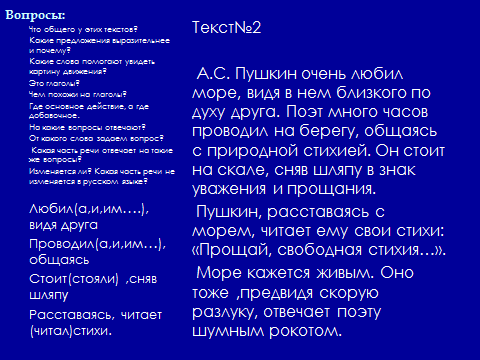 Вопросы:
Что общего у этих текстов?
Какие предложения выразительнее
и почему?
Какие слова помогают увидеть
картину движения?
Это глаголы?
Чем похожи на глаголы?
Где основное действие, а где
добавочное.
На какие вопросы отвечают?
От какого слова задаем вопрос?
Какая часть речи отвечает на такие
же вопросы?
Изменяется ли? Какая часть речи не
изменяется в русском языке?
Любил(а,и,им….),
видя друга
Проводил(а,и,им…),
общаясь
Стоит(стояли) ,сняв
шляпу
Расставаясь, читает
(читал)стихи.
Текст№2
А.С. Пушкин очень любил
море, видя в нем близкого по
духу друга. Поэт много часов
проводил на берегу, общаясь
с природной стихией. Он стоит
на скале, сняв шляпу в знак
уважения и прощания.
Пушкин, расставаясь с
морем, читает ему свои стихи:
«Прощай, свободная стихия…».
Море кажется живым. Оно
тоже ,предвидя скорую
разлуку, отвечает поэту
шумным рокотом.